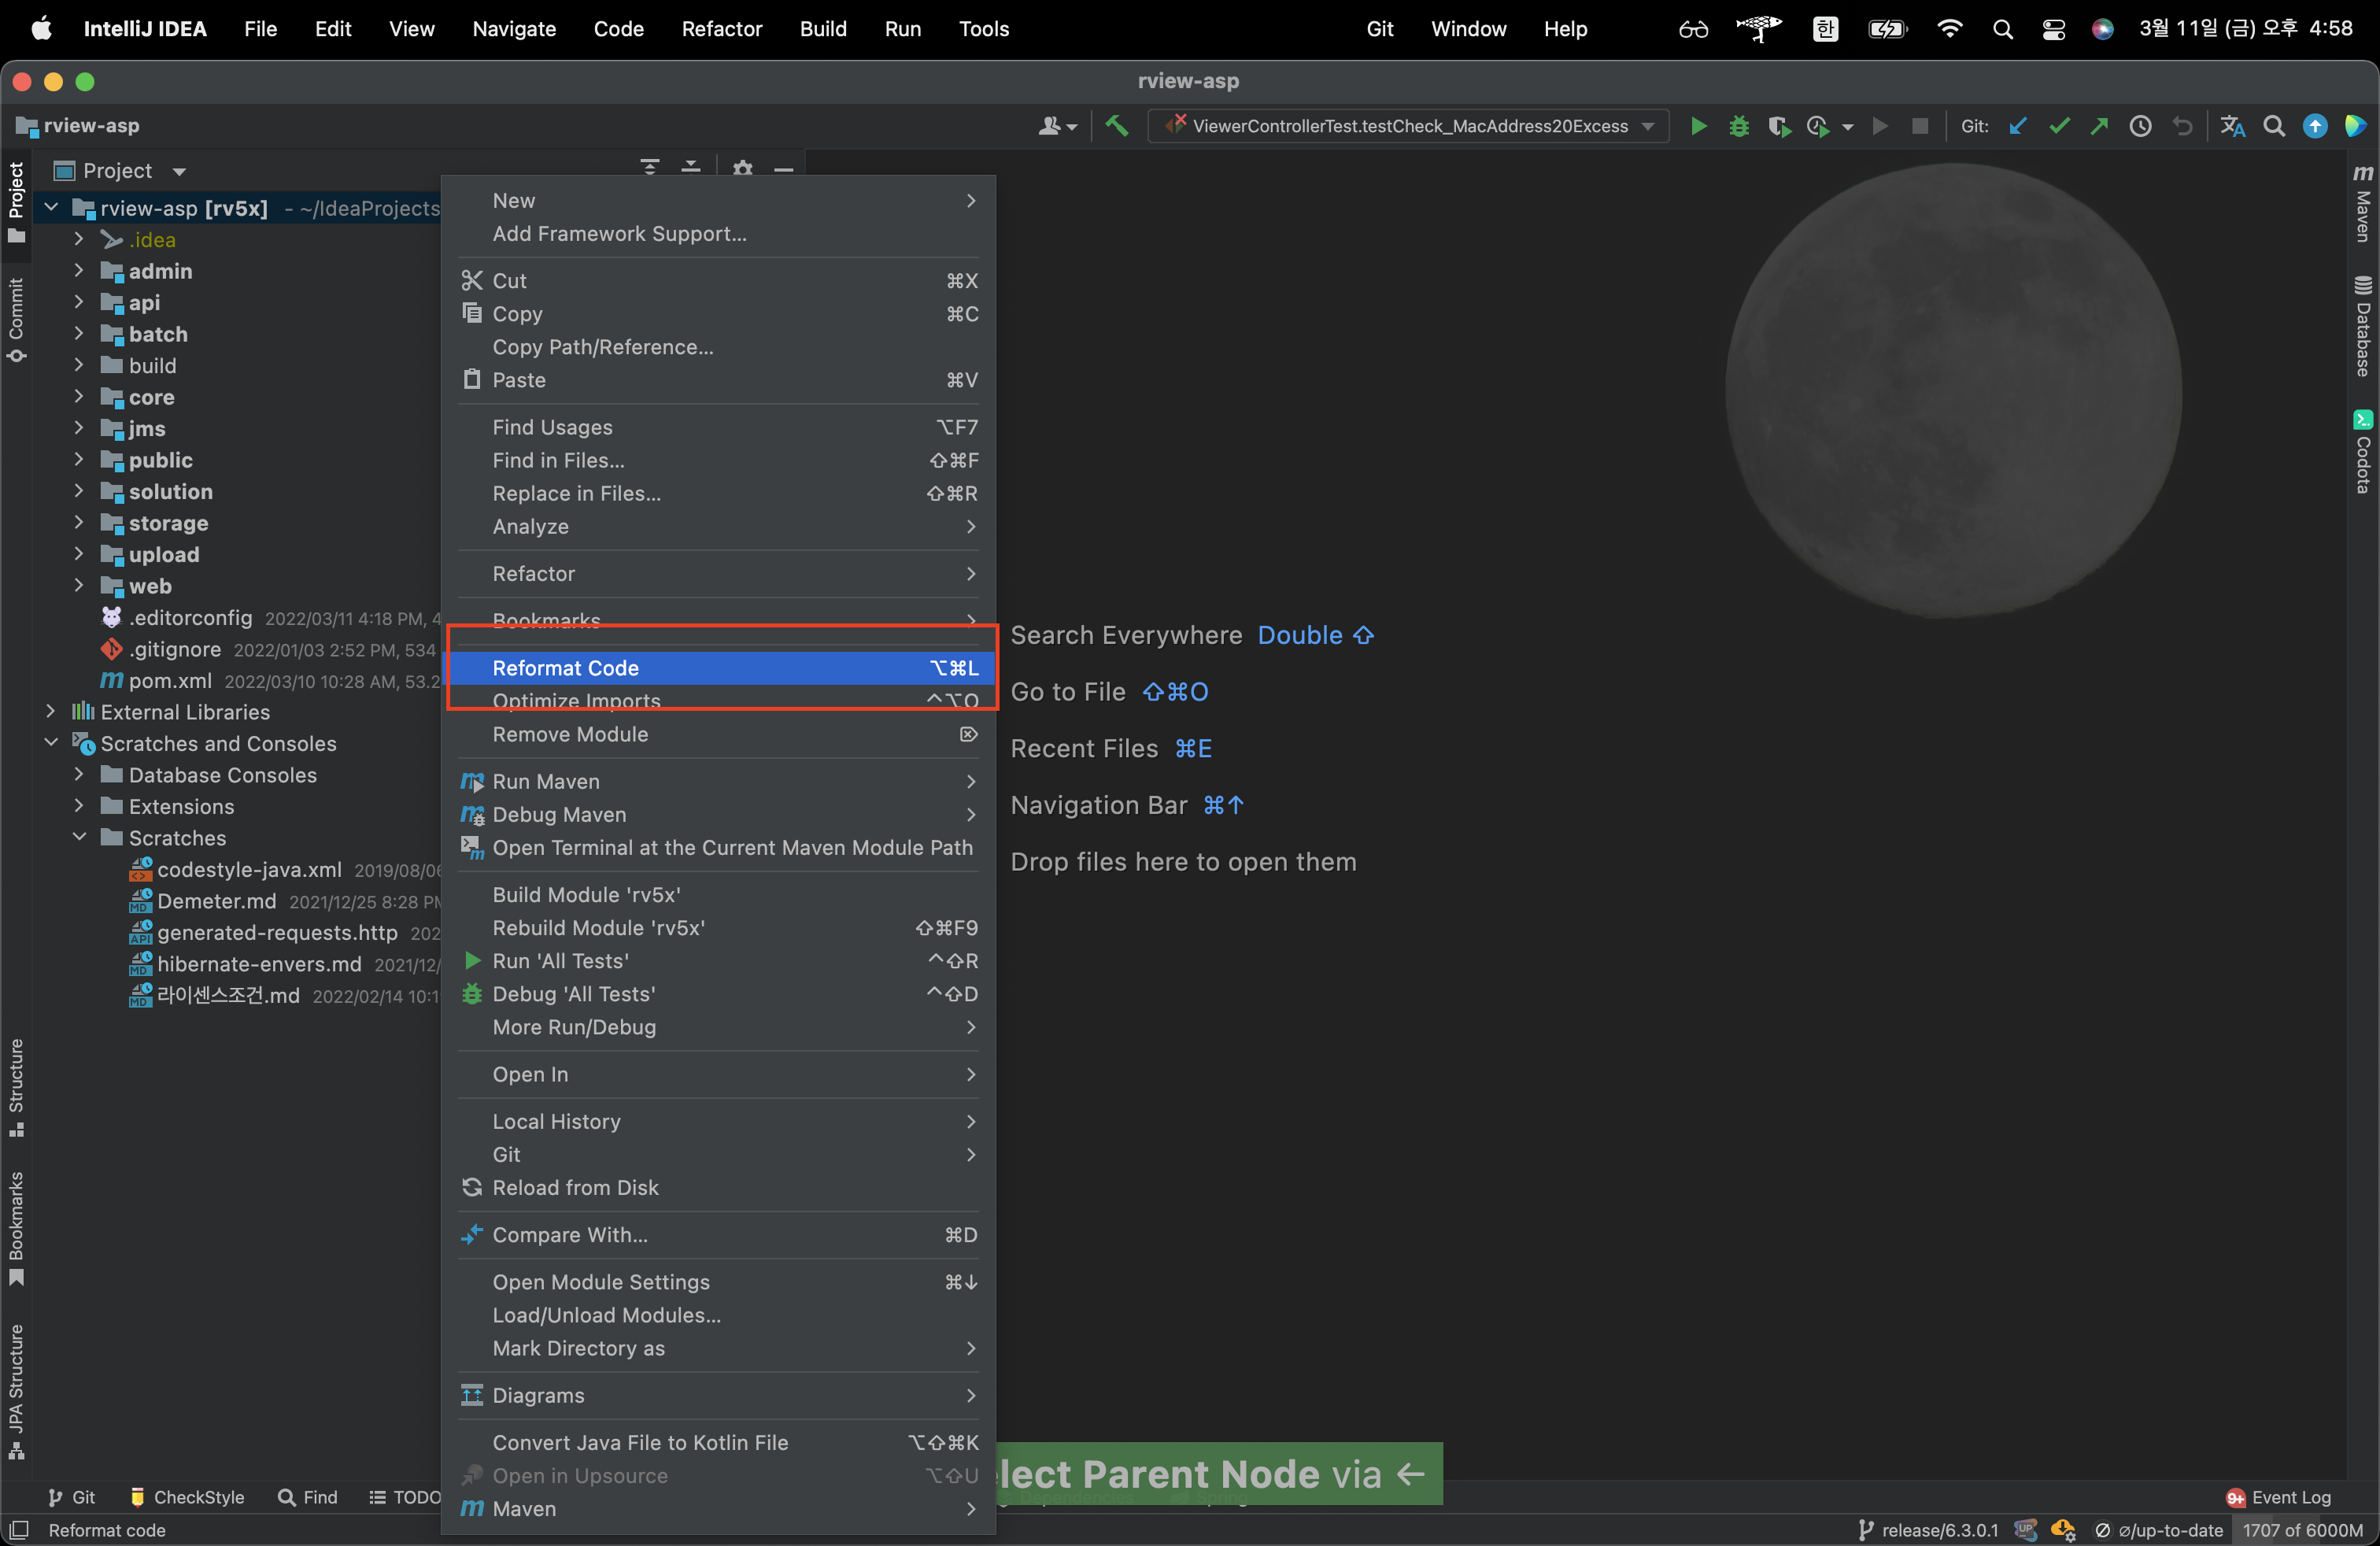 IntelliJ IDEA File Edit View Navigate Code Refactor Build Run Tools Git Window Help 한 3월 11일 (금) 오후 4:58
rview-asp
rview-asp ViewerControllerTest.testCheck_MacAddress20Excess Git:
Project
rview-asp [rv5x] - ~/IdeaProjects
.idea
admin
api
batch
build
core
jms
public
solution
storage
upload
web
.editorconfig 2022/03/11 4:18 PM, 4
.gitignore 2022/01/03 2:52 PM, 534
pom.xml 2022/03/10 10:28 AM, 53.2
External Libraries
Scratches and Consoles
Database Consoles
Extensions
Scratches
codestyle-java.xml 2019/08/06
Demeter.md 2021/12/25 8:28 PM
generated-requests.http 202
hibernate-envers.md 2021/12/
라이센스조건.md 2022/02/14 10:1
Project
Commit
Structure
Bookmarks
JPA Structure
New
Add Framework Support...
Cut ⌘X
Copy ⌘C
Copy Path/Reference...
Paste ⌘V
Find Usages ⌥F7
Find in Files... ⇧⌘F
Replace in Files... ⇧⌘R
Analyze
Refactor
Bookmarks
Reformat Code ⌥⌘L
Optimize Imports ^⌥O
Remove Module ⌦
Run Maven
Debug Maven
Open Terminal at the Current Maven Module Path
Build Module 'rv5x'
Rebuild Module 'rv5x' ⇧⌘F9
Run 'All Tests' ^⇧R
Debug 'All Tests' ^⇧D
More Run/Debug
Open In
Local History
Git
Reload from Disk
Compare With... ⌘D
Open Module Settings ⌘↓
Load/Unload Modules...
Mark Directory as
Diagrams
Convert Java File to Kotlin File ⌥⇧⌘K
Open in Upsource ⌥⇧U
Maven
Search Everywhere Double ⇧
Go to File ⇧⌘O
Recent Files ⌘E
Navigation Bar ⌘↑
Drop files here to open them
Maven
Database
Codota
lect Parent Node via ←
Git CheckStyle Find TODO Dependencies Spring 9+ Event Log
Reformat code release/6.3.0.1 UP ∅/up-to-date 1707 of 6000M